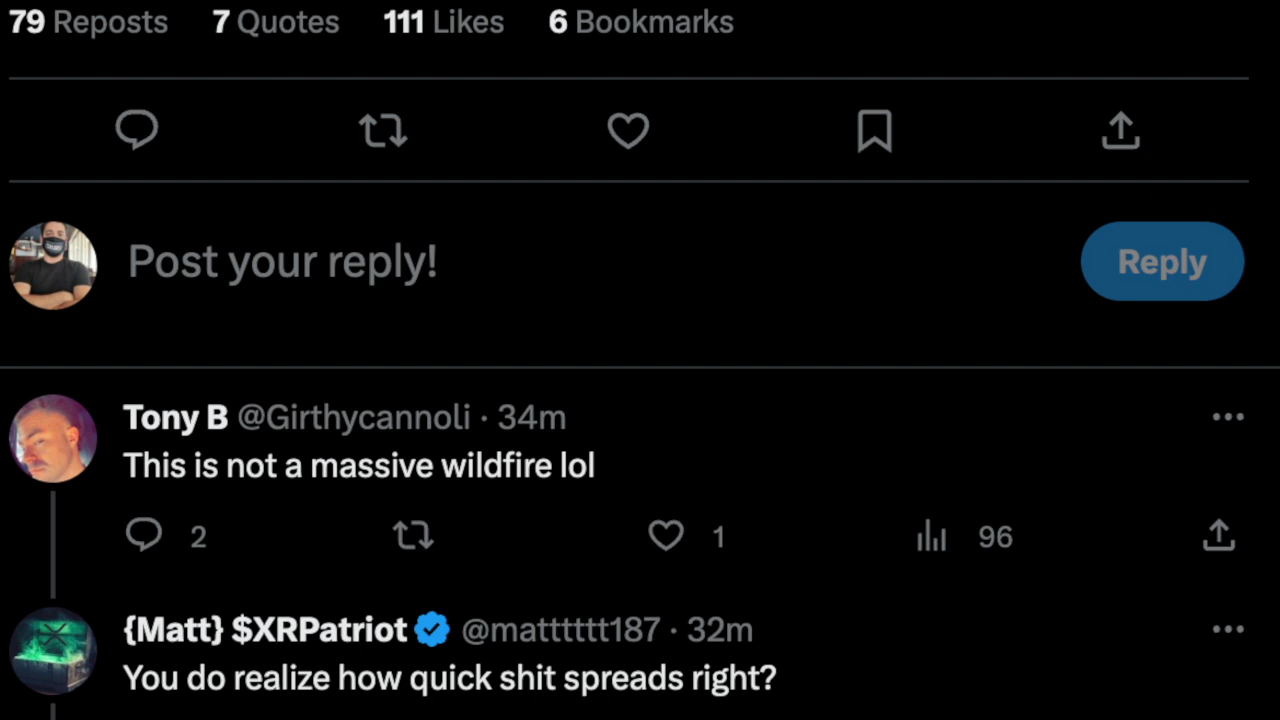 79 Reposts 7 Quotes 111 Likes 6 Bookmarks
Post your reply!
Reply
Tony B @Girthycannoli · 34m
This is not a massive wildfire lol
2 1 96
{Matt} $XRPatriot @mattttttt187 · 32m
You do realize how quick shit spreads right?